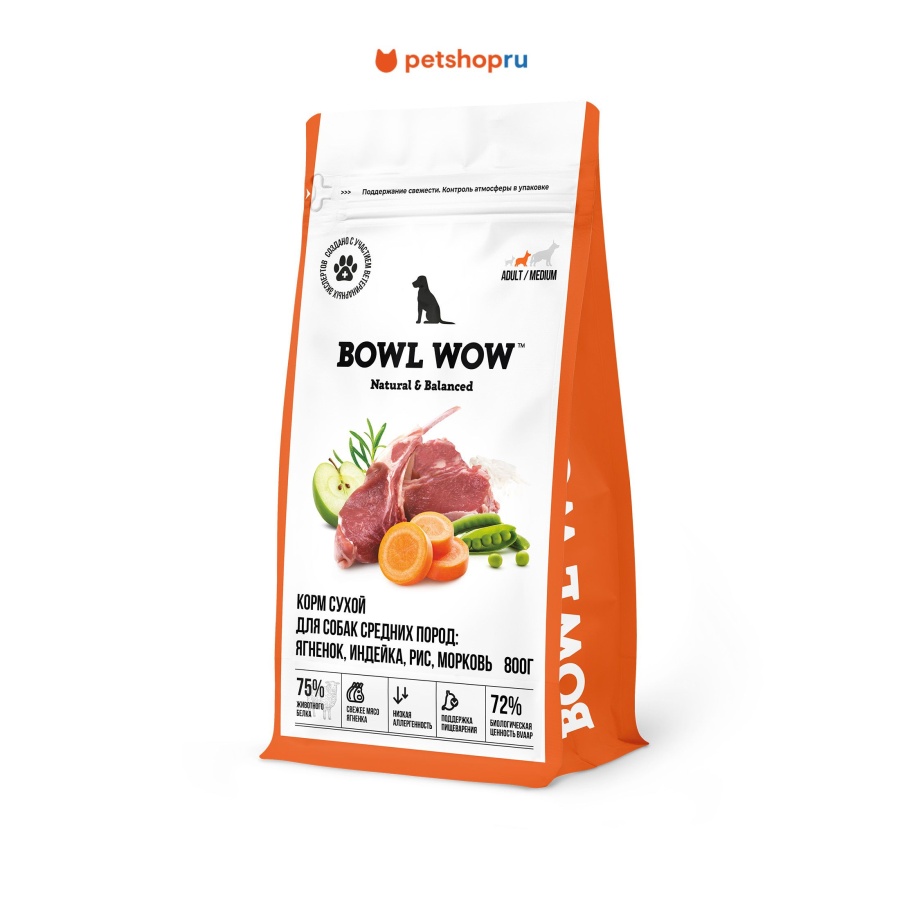 petshopru
>>> Поддержание свежести. Контроль атмосферы в упаковке
СОЗДАНО С УЧАСТИЕМ ВЕТЕРИНАРНЫХ ЭКСПЕРТОВ
ADULT / MEDIUM
BOWL WOW™
Natural & Balanced
КОРМ СУХОЙ
ДЛЯ СОБАК СРЕДНИХ ПОРОД:
ЯГНЕНОК, ИНДЕЙКА, РИС, МОРКОВЬ 800Г
75%
ЖИВОТНОГО
БЕЛКА
СВЕЖЕЕ МЯСО
ЯГНЕНКА
НИЗКАЯ
АЛЛЕРГЕННОСТЬ
ПОДДЕРЖКА
ПИЩЕВАРЕНИЯ
72%
БИОЛОГИЧЕСКАЯ
ЦЕННОСТЬ BVAAP
BOWL WO